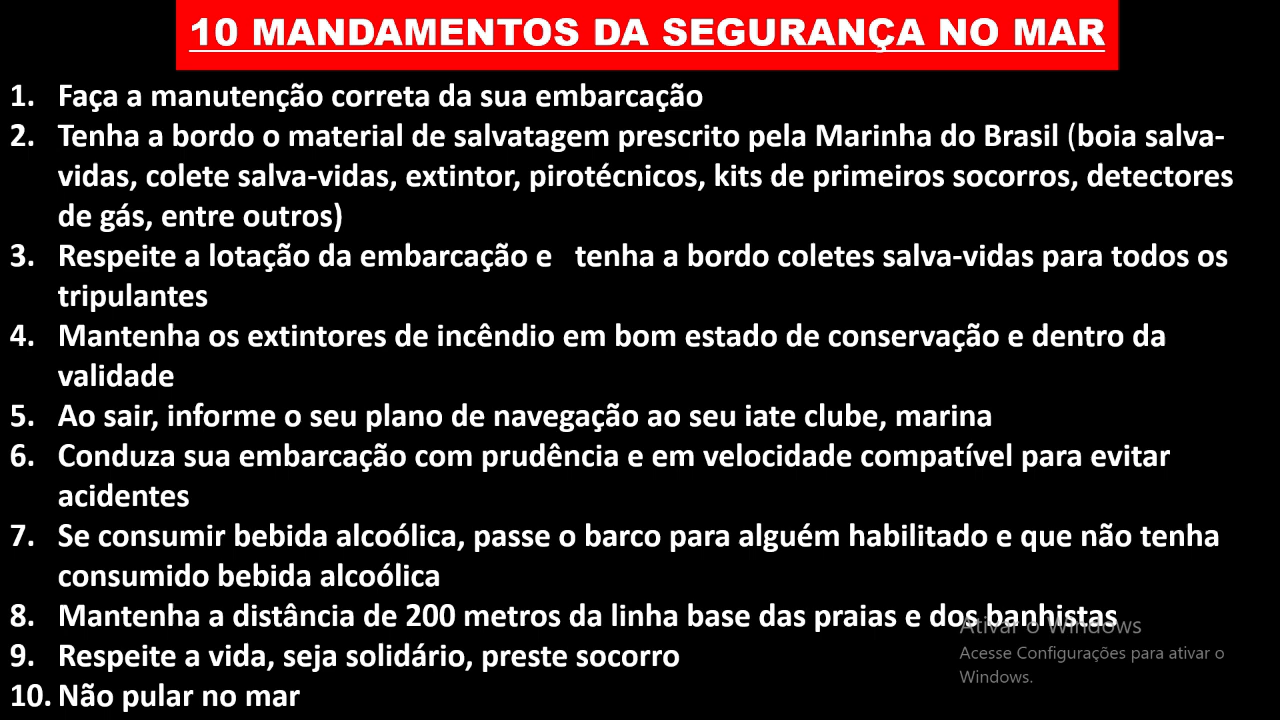 10 MANDAMENTOS DA SEGURANÇA NO MAR
1. Faça a manutenção correta da sua embarcação
2. Tenha a bordo o material de salvatagem prescrito pela Marinha do Brasil (boia salva-
vidas, colete salva-vidas, extintor, pirotécnicos, kits de primeiros socorros, detectores
de gás, entre outros)
3. Respeite a lotação da embarcação e tenha a bordo coletes salva-vidas para todos os
tripulantes
4. Mantenha os extintores de incêndio em bom estado de conservação e dentro da
validade
5. Ao sair, informe o seu plano de navegação ao seu iate clube, marina
6. Conduza sua embarcação com prudência e em velocidade compatível para evitar
acidentes
7. Se consumir bebida alcoólica, passe o barco para alguém habilitado e que não tenha
consumido bebida alcoólica
8. Mantenha a distância de 200 metros da linha base das praias e dos banhistas
Ativar o Windows
9. Respeite a vida, seja solidário, preste socorro
Acesse Configurações para ativar o
Windows.
10. Não pular no mar